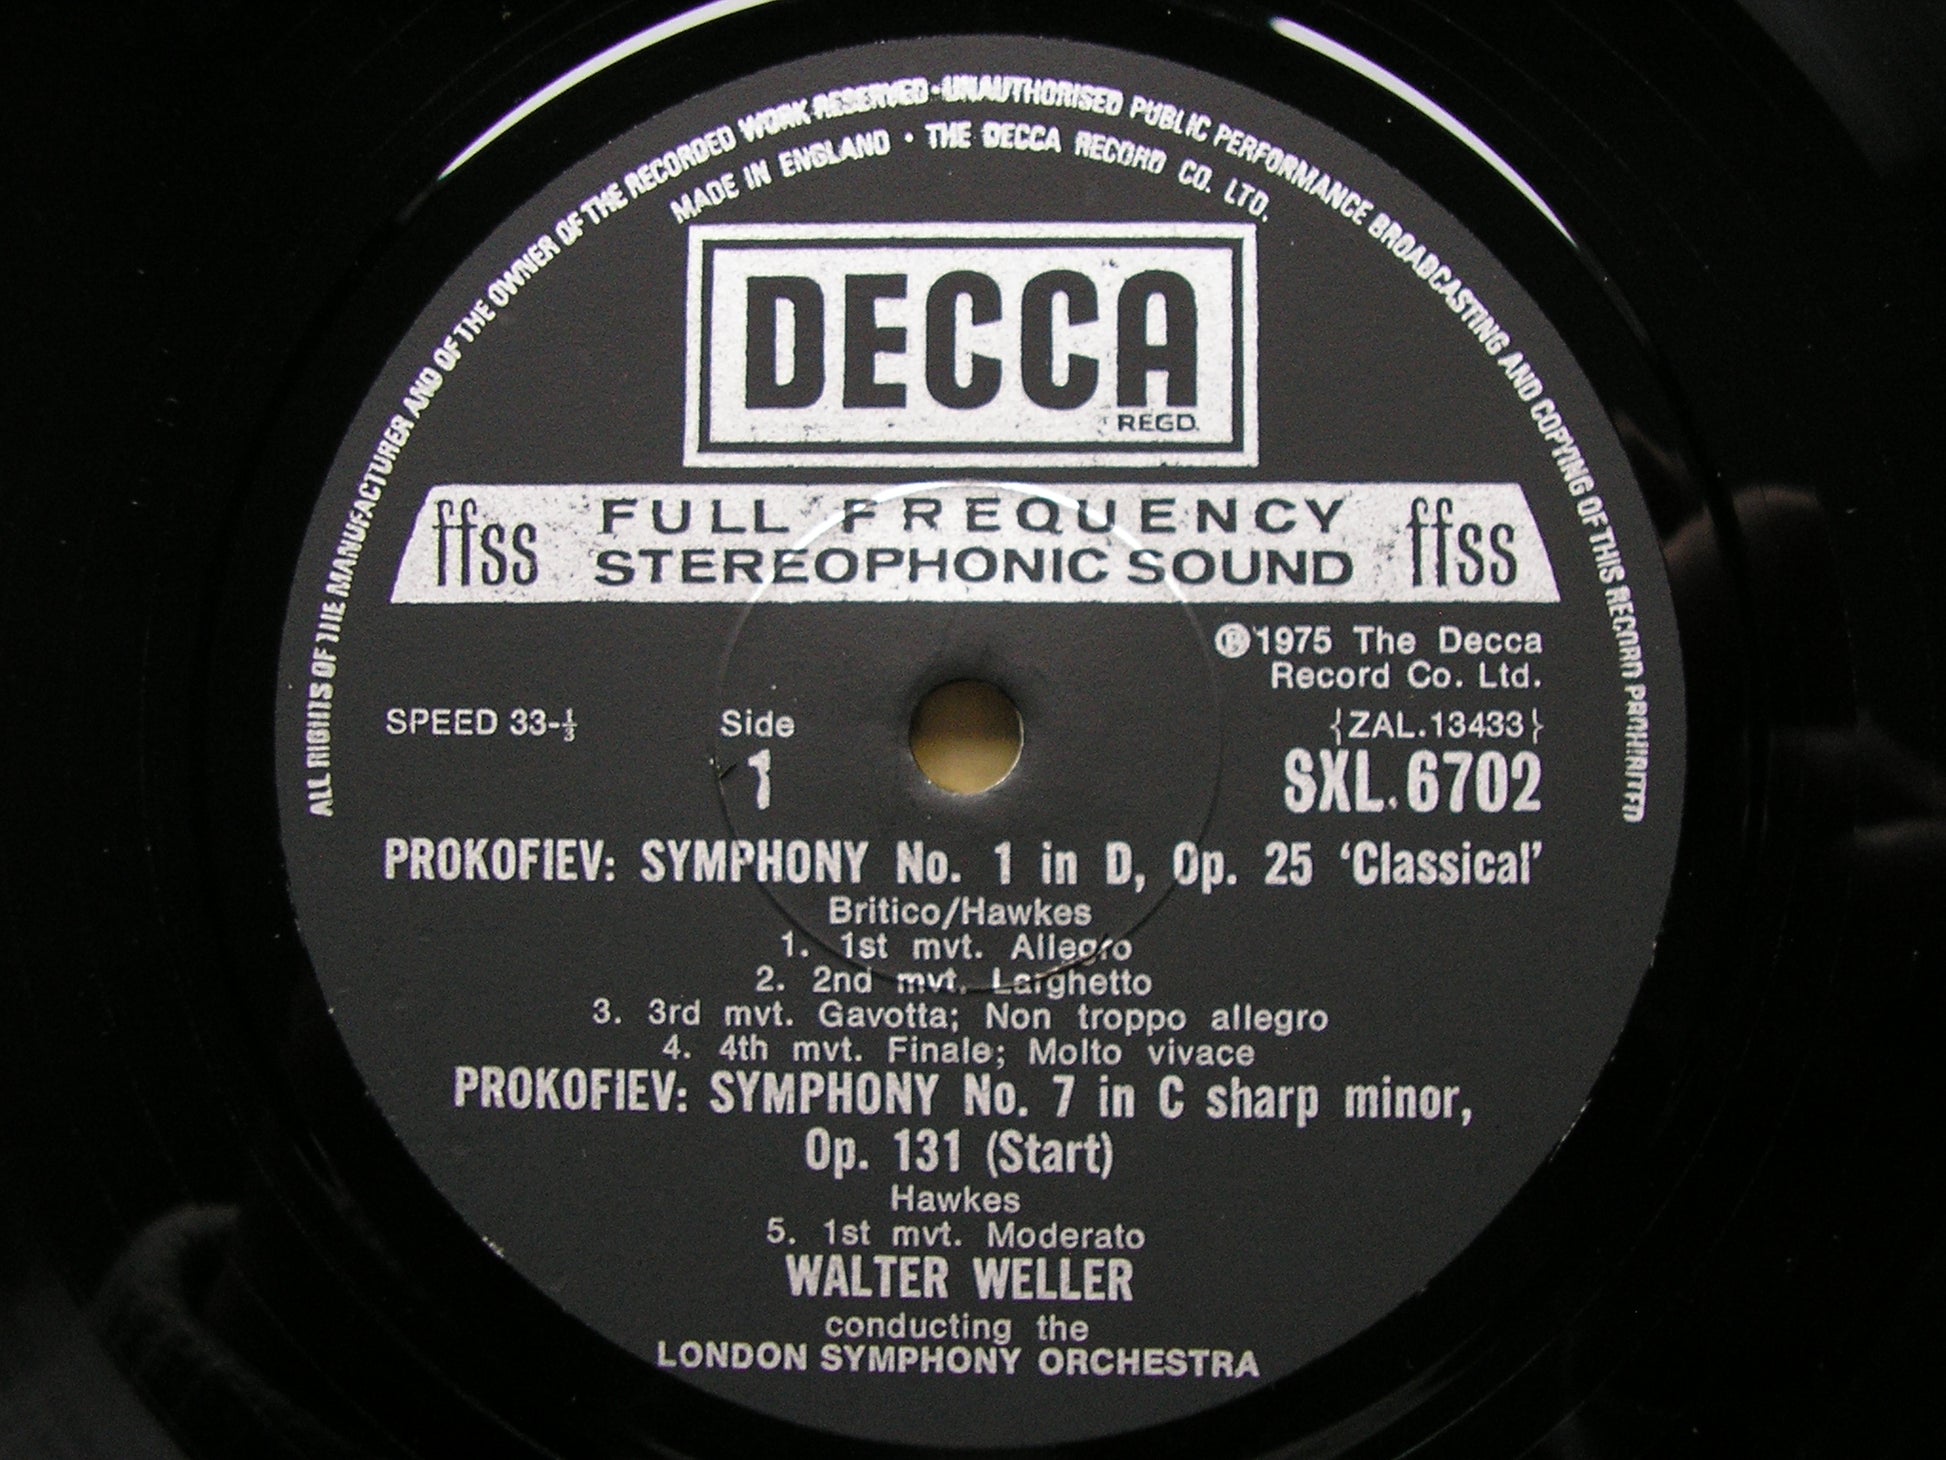 ALL RIGHTS OF THE MANUFACTURER AND OF THE OWNER OF THE RECORDED WORK RESERVED · UNAUTHORISED PUBLIC PERFORMANCE BROADCASTING AND COPYING OF THIS RECORD PROHIBITED
MADE IN ENGLAND · THE DECCA RECORD CO. LTD.
DECCA
REGD.
ffss FULL FREQUENCY STEREOPHONIC SOUND ffss
Ⓟ 1975 The Decca
Record Co. Ltd.
SPEED 33-⅓ Side {ZAL.13433}
1 SXL.6702
PROKOFIEV: SYMPHONY No. 1 in D, Op. 25 ‘Classical’
Britico/Hawkes
1. 1st mvt. Allegro
2. 2nd mvt. Larghetto
3. 3rd mvt. Gavotta; Non troppo allegro
4. 4th mvt. Finale; Molto vivace
PROKOFIEV: SYMPHONY No. 7 in C sharp minor,
Op. 131 (Start)
Hawkes
5. 1st mvt. Moderato
WALTER WELLER
conducting the
LONDON SYMPHONY ORCHESTRA